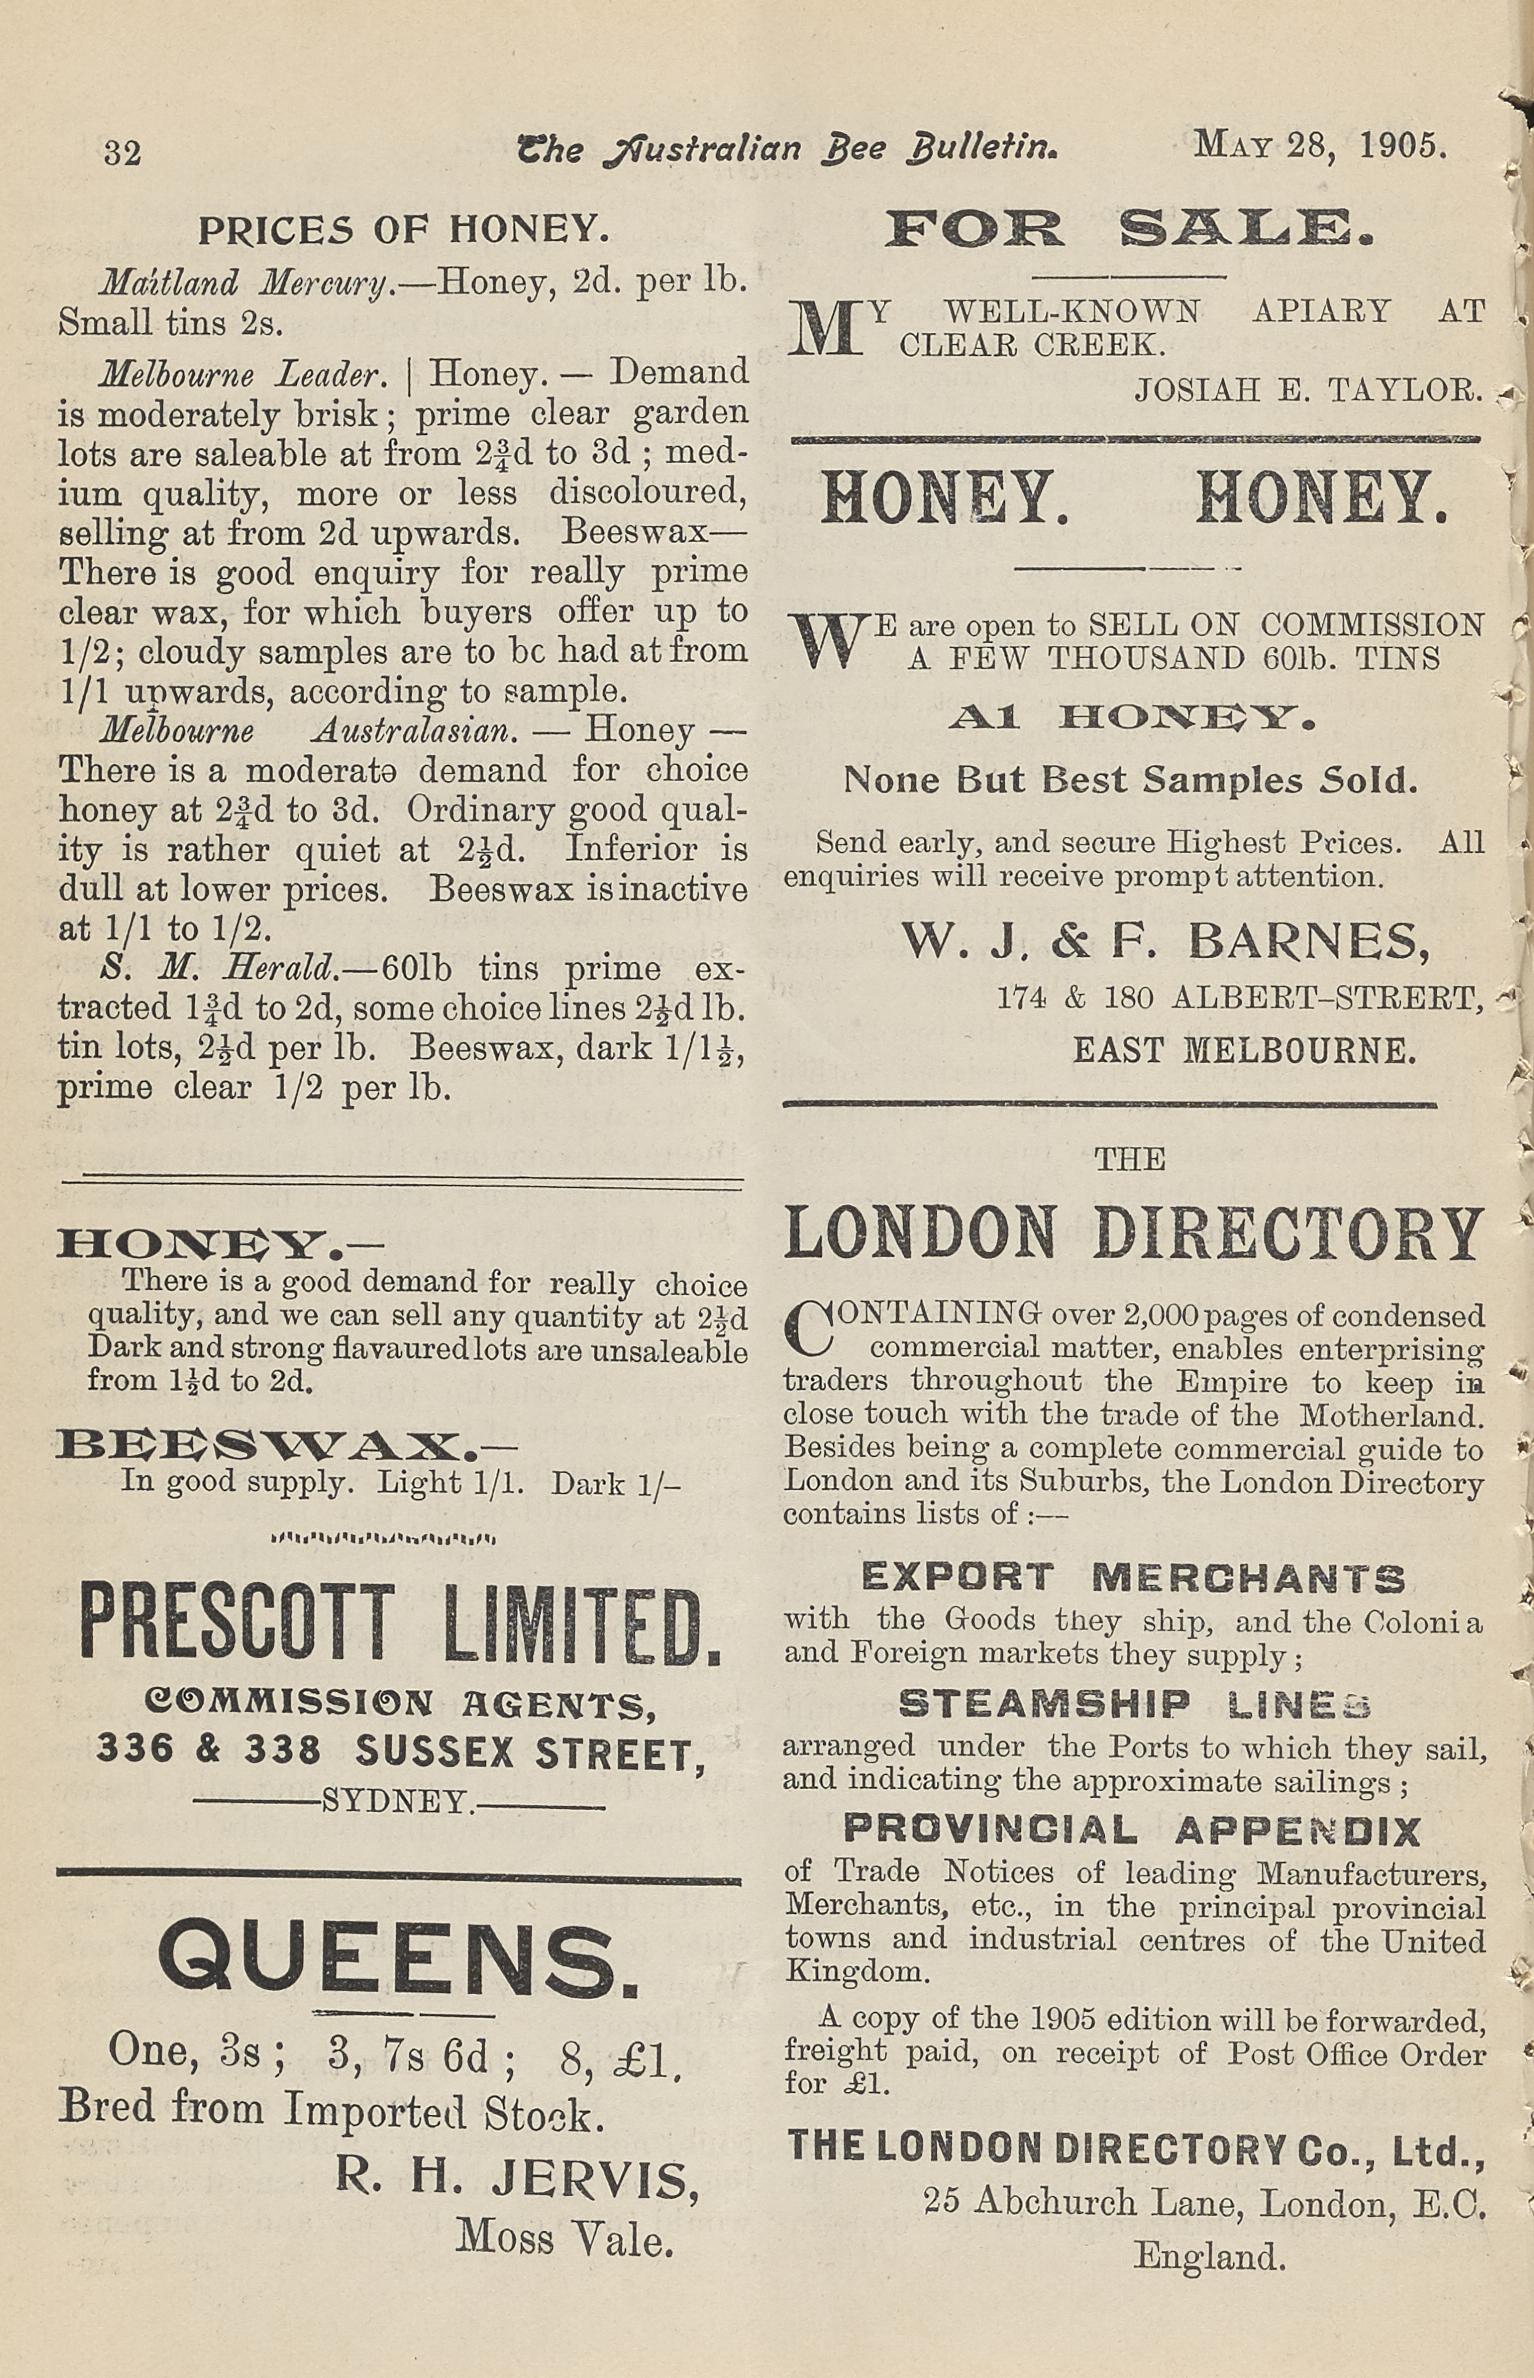 32
The Australian Bee Bulletin.
MAY 28, 1905.
PRICES OF HONEY.
Maitland Mercury.—Honey, 2d. per lb.
Small tins 2s.
Melbourne Leader. | Honey. — Demand
is moderately brisk ; prime clear garden
lots are saleable at from 2¾d to 3d ; med-
ium quality, more or less discoloured,
selling at from 2d upwards. Beeswax—
There is good enquiry for really prime
clear wax, for which buyers offer up to
1/2; cloudy samples are to bc had at from
1/1 upwards, according to sample.
Melbourne Australasian. — Honey —
There is a moderate demand for choice
honey at 2¾d to 3d. Ordinary good qual-
ity is rather quiet at 2½d. Inferior is
dull at lower prices. Beeswax is inactive
at 1/1 to 1/2.
S. M. Herald.—60lb tins prime ex-
tracted 1¾d to 2d, some choice lines 2½d lb.
tin lots, 2½d per lb. Beeswax, dark 1/1½,
prime clear 1/2 per lb.
HONEY.—
There is a good demand for really choice
quality, and we can sell any quantity at 2½d
Dark and strong flavaured lots are unsaleable
from 1½d to 2d.
BEESWAX.—
In good supply. Light 1/1. Dark 1/-
PRESCOTT LIMITED.
COMMISSION AGENTS,
336 & 338 SUSSEX STREET,
—SYDNEY.—
QUEENS.
One, 3s ; 3, 7s 6d ; 8, £1.
Bred from Imported Stock.
R. H. JERVIS,
Moss Vale.
FOR SALE.
MY WELL-KNOWN APIARY AT
CLEAR CREEK.
JOSIAH E. TAYLOR.
HONEY. HONEY.
WE are open to SELL ON COMMISSION
A FEW THOUSAND 60lb. TINS
A1 HONEY.
None But Best Samples Sold.
Send early, and secure Highest Prices. All
enquiries will receive prompt attention.
W. J. & F. BARNES,
174 & 180 ALBERT-STRERT,
EAST MELBOURNE.
THE
LONDON DIRECTORY
CONTAINING over 2,000 pages of condensed
commercial matter, enables enterprising
traders throughout the Empire to keep in
close touch with the trade of the Motherland.
Besides being a complete commercial guide to
London and its Suburbs, the London Directory
contains lists of :—
EXPORT MERCHANTS
with the Goods they ship, and the Colonia
and Foreign markets they supply ;
STEAMSHIP LINES
arranged under the Ports to which they sail,
and indicating the approximate sailings ;
PROVINCIAL APPENDIX
of Trade Notices of leading Manufacturers,
Merchants, etc., in the principal provincial
towns and industrial centres of the United
Kingdom.
A copy of the 1905 edition will be forwarded,
freight paid, on receipt of Post Office Order
for £1.
THE LONDON DIRECTORY Co., Ltd.,
25 Abchurch Lane, London, E.C.
England.